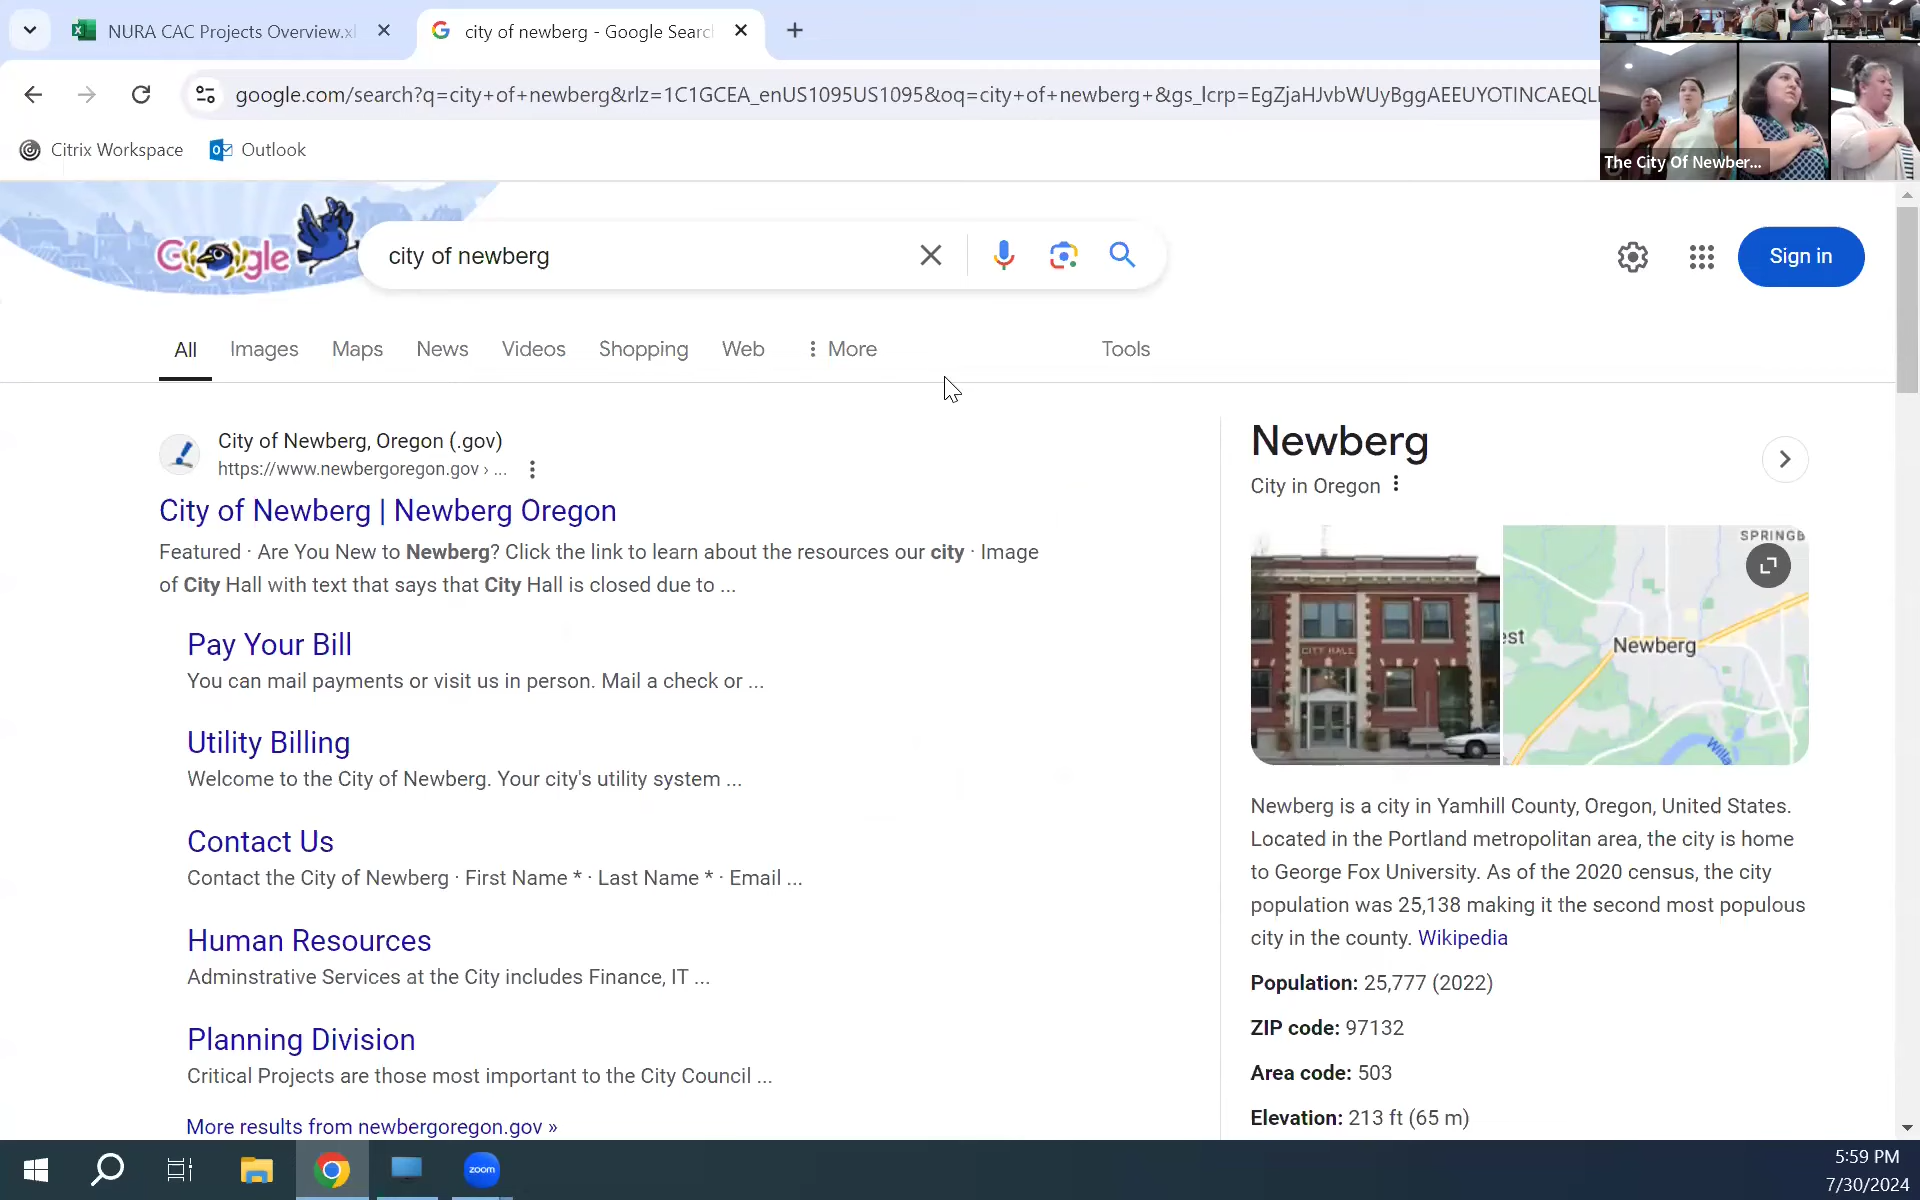 NURA CAC Projects Overview.xl
city of newberg - Google Searc
google.com/search?q=city+of+newberg&rlz=1C1GCEA_enUS1095US1095&oq=city+of+newberg+&gs_lcrp=EgZjaHJvbWUyBggAEEUYOTINCAEQL
Citrix Workspace
Outlook
The City Of Newber...
Google
city of newberg
Sign in
All
Images
Maps
News
Videos
Shopping
Web
More
Tools
City of Newberg, Oregon (.gov)
https://www.newbergoregon.gov › ...
City of Newberg | Newberg Oregon
Featured · Are You New to Newberg? Click the link to learn about the resources our city · Image
of City Hall with text that says that City Hall is closed due to ...
Pay Your Bill
You can mail payments or visit us in person. Mail a check or ...
Utility Billing
Welcome to the City of Newberg. Your city's utility system ...
Contact Us
Contact the City of Newberg · First Name * · Last Name * · Email ...
Human Resources
Adminstrative Services at the City includes Finance, IT ...
Planning Division
Critical Projects are those most important to the City Council ...
More results from newbergoregon.gov »
Newberg
City in Oregon
CITY HALL
SPRINGB
est
Newberg
Willa
Newberg is a city in Yamhill County, Oregon, United States.
Located in the Portland metropolitan area, the city is home
to George Fox University. As of the 2020 census, the city
population was 25,138 making it the second most populous
city in the county. Wikipedia
Population: 25,777 (2022)
ZIP code: 97132
Area code: 503
Elevation: 213 ft (65 m)
zoom
5:59 PM
7/30/2024